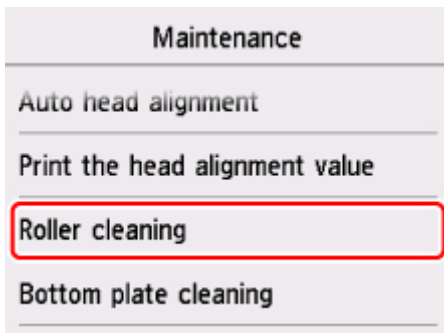 Maintenance
Auto head alignment
Print the head alignment value
Roller cleaning
Bottom plate cleaning